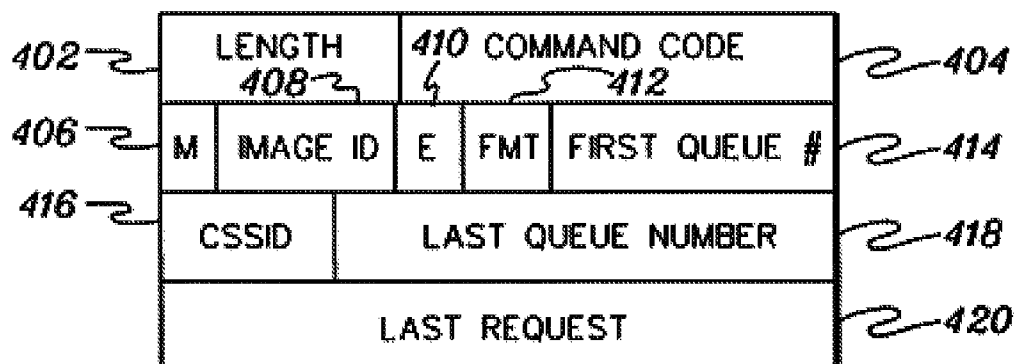 402 LENGTH 410 COMMAND CODE 404
408 412
406 M IMAGE ID E FMT FIRST QUEUE # 414
416 CSSID LAST QUEUE NUMBER 418
LAST REQUEST 420